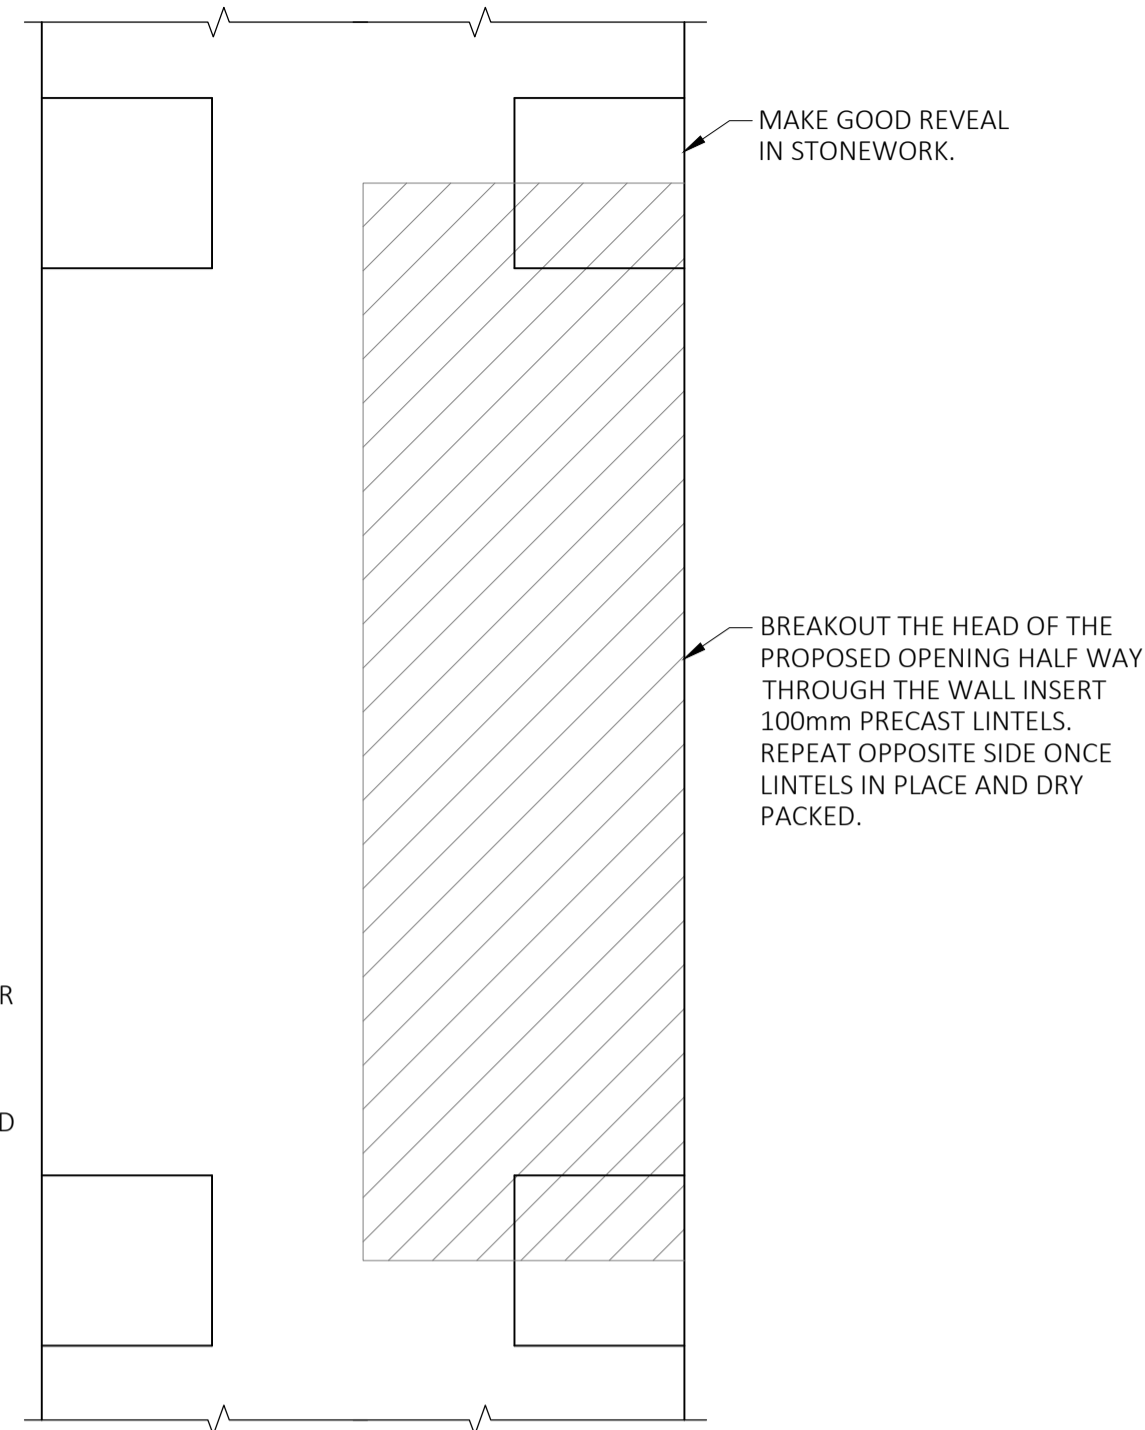 MAKE GOOD REVEAL
IN STONEWORK.
BREAKOUT THE HEAD OF THE
PROPOSED OPENING HALF WAY
THROUGH THE WALL INSERT
100mm PRECAST LINTELS.
REPEAT OPPOSITE SIDE ONCE
LINTELS IN PLACE AND DRY
PACKED.
R
D